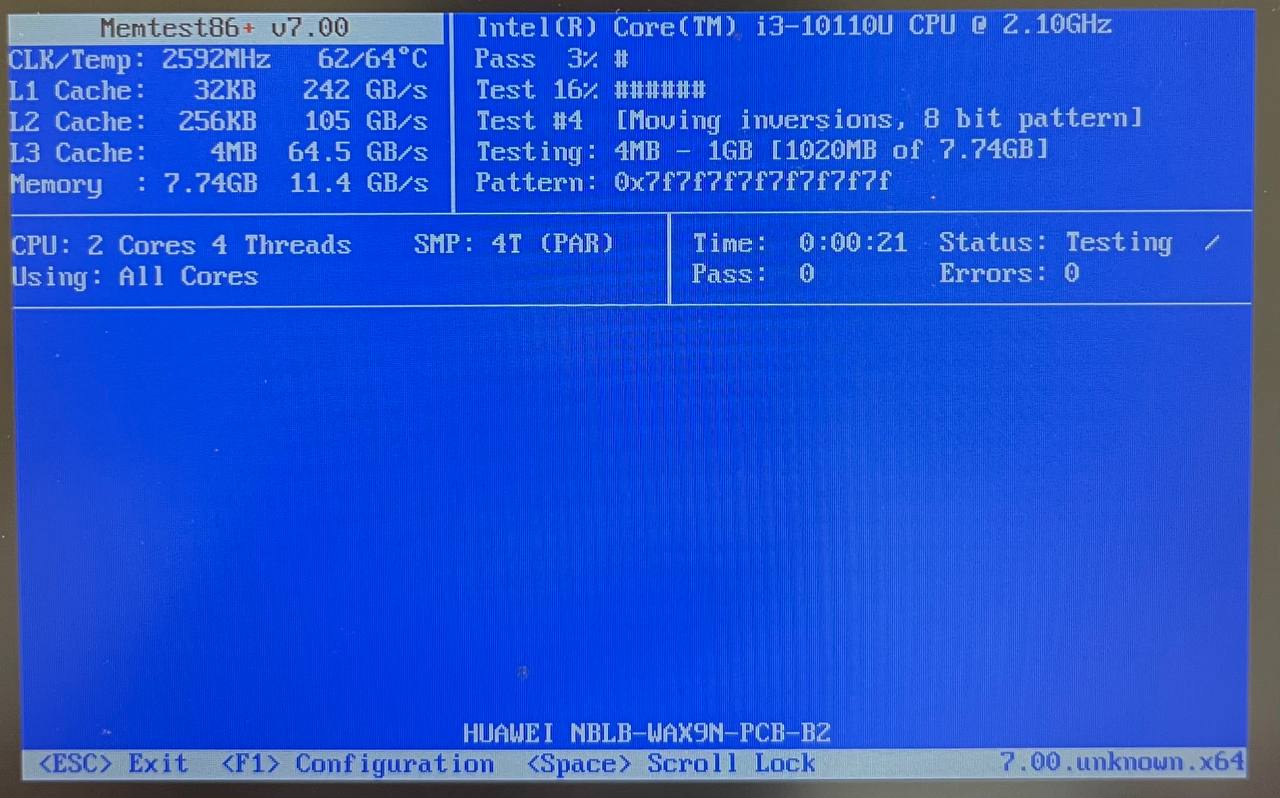 Memtest86+ v7.00
Intel(R) Core(TM) i3-10110U CPU @ 2.10GHz
CLK/Temp: 2592MHz 62/64°C
Pass 3% #
L1 Cache: 32KB 242 GB/s
Test 16% ######
L2 Cache: 256KB 105 GB/s
Test #4 [Moving inversions, 8 bit pattern]
L3 Cache: 4MB 64.5 GB/s
Testing: 4MB - 1GB [1020MB of 7.74GB]
Memory : 7.74GB 11.4 GB/s
Pattern: 0x7f7f7f7f7f7f7f7f
CPU: 2 Cores 4 Threads SMP: 4T (PAR)
Time: 0:00:21 Status: Testing /
Using: All Cores
Pass: 0 Errors: 0
HUAWEI NBLB-WAX9N-PCB-B2
<ESC> Exit <F1> Configuration <Space> Scroll Lock 7.00.unknown.x64